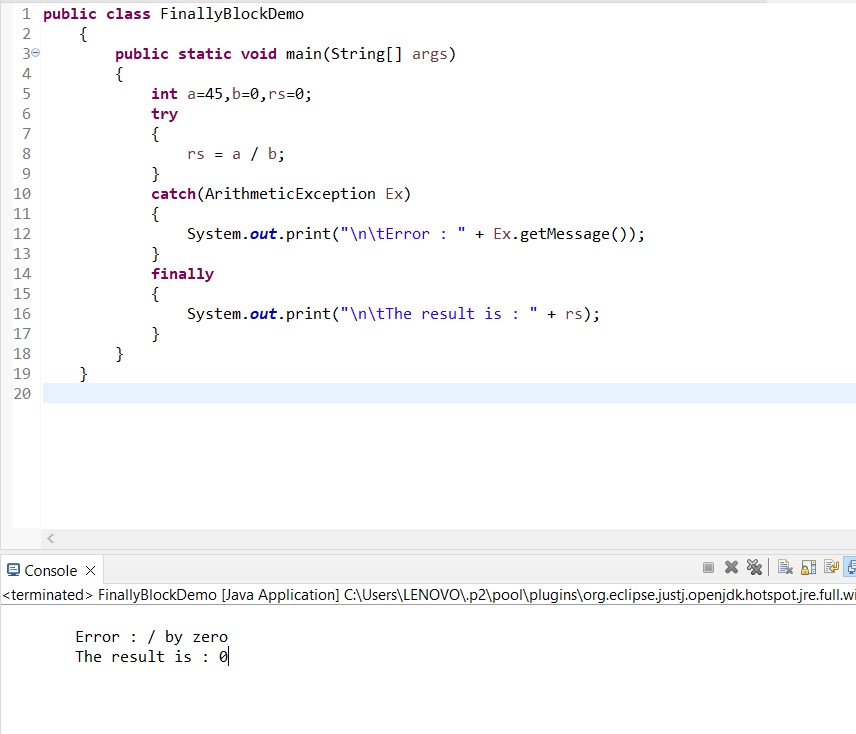 1 public class FinallyBlockDemo
2     {
3         public static void main(String[] args)
4         {
5             int a=45,b=0,rs=0;
6             try
7             {
8                 rs = a / b;
9             }
10             catch(ArithmeticException Ex)
11             {
12                 System.out.print("\n\tError : " + Ex.getMessage());
13             }
14             finally
15             {
16                 System.out.print("\n\tThe result is : " + rs);
17             }
18         }
19     }
20
Console
<terminated> FinallyBlockDemo [Java Application] C:\Users\LENOVO\.p2\pool\plugins\org.eclipse.justj.openjdk.hotspot.jre.full.wi
Error : / by zero
The result is : 0